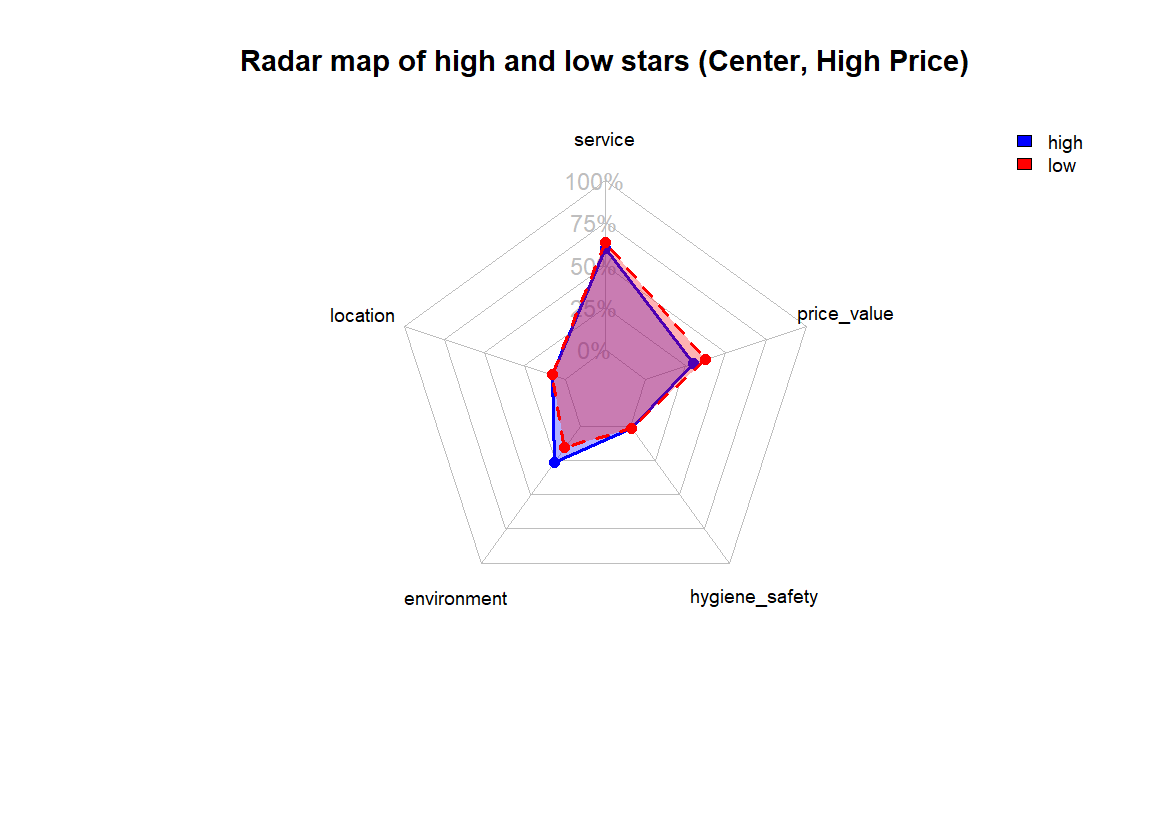 Radar map of high and low stars (Center, High Price)
service
high
low
100%
75%
50%
25%
0%
location
price_value
environment
hygiene_safety